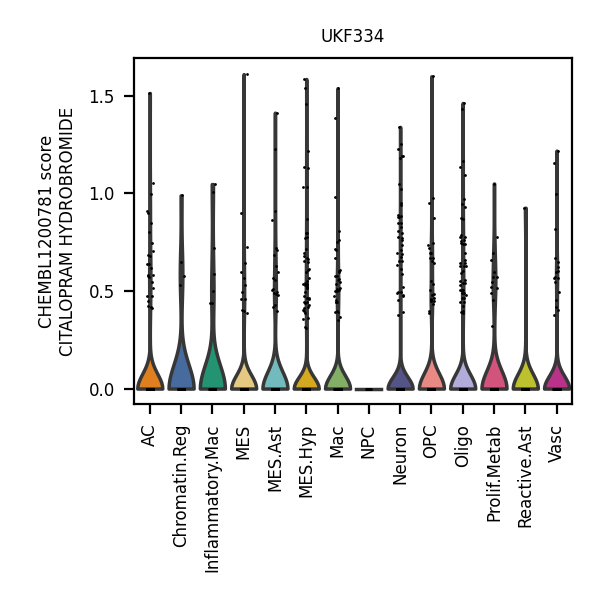 UKF334
CHEMBL1200781 score
CITALOPRAM HYDROBROMIDE
1.5
1.0
0.5
0.0
AC
Chromatin.Reg
Inflammatory.Mac
MES
MES.Ast
MES.Hyp
Mac
NPC
Neuron
OPC
Oligo
Prolif.Metab
Reactive.Ast
Vasc